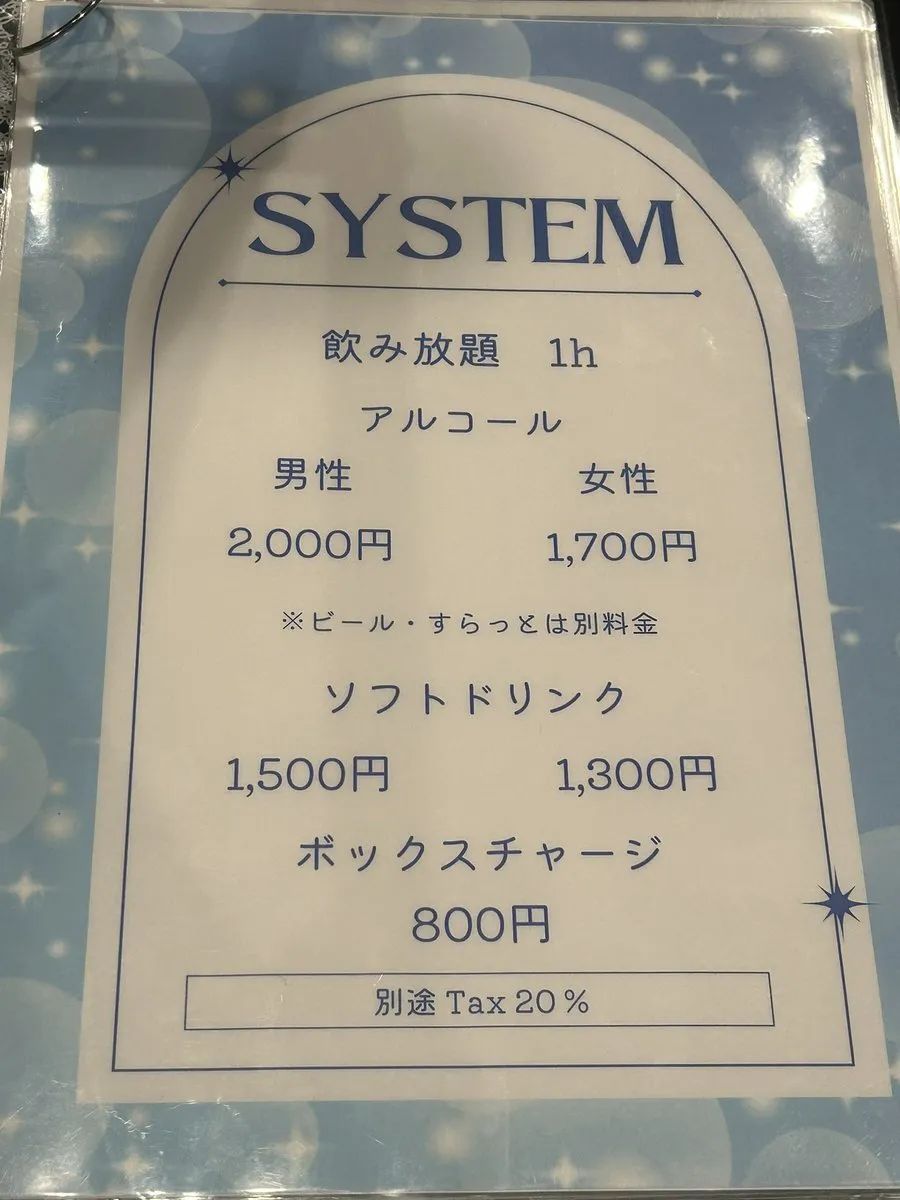 SYSTEM
飲み放題 1h
アルコール
男性 女性
2,000円 1,700円
※ビール・すらっとは別料金
ソフトドリンク
1,500円 1,300円
ボックスチャージ
800円
別途 Tax 20%